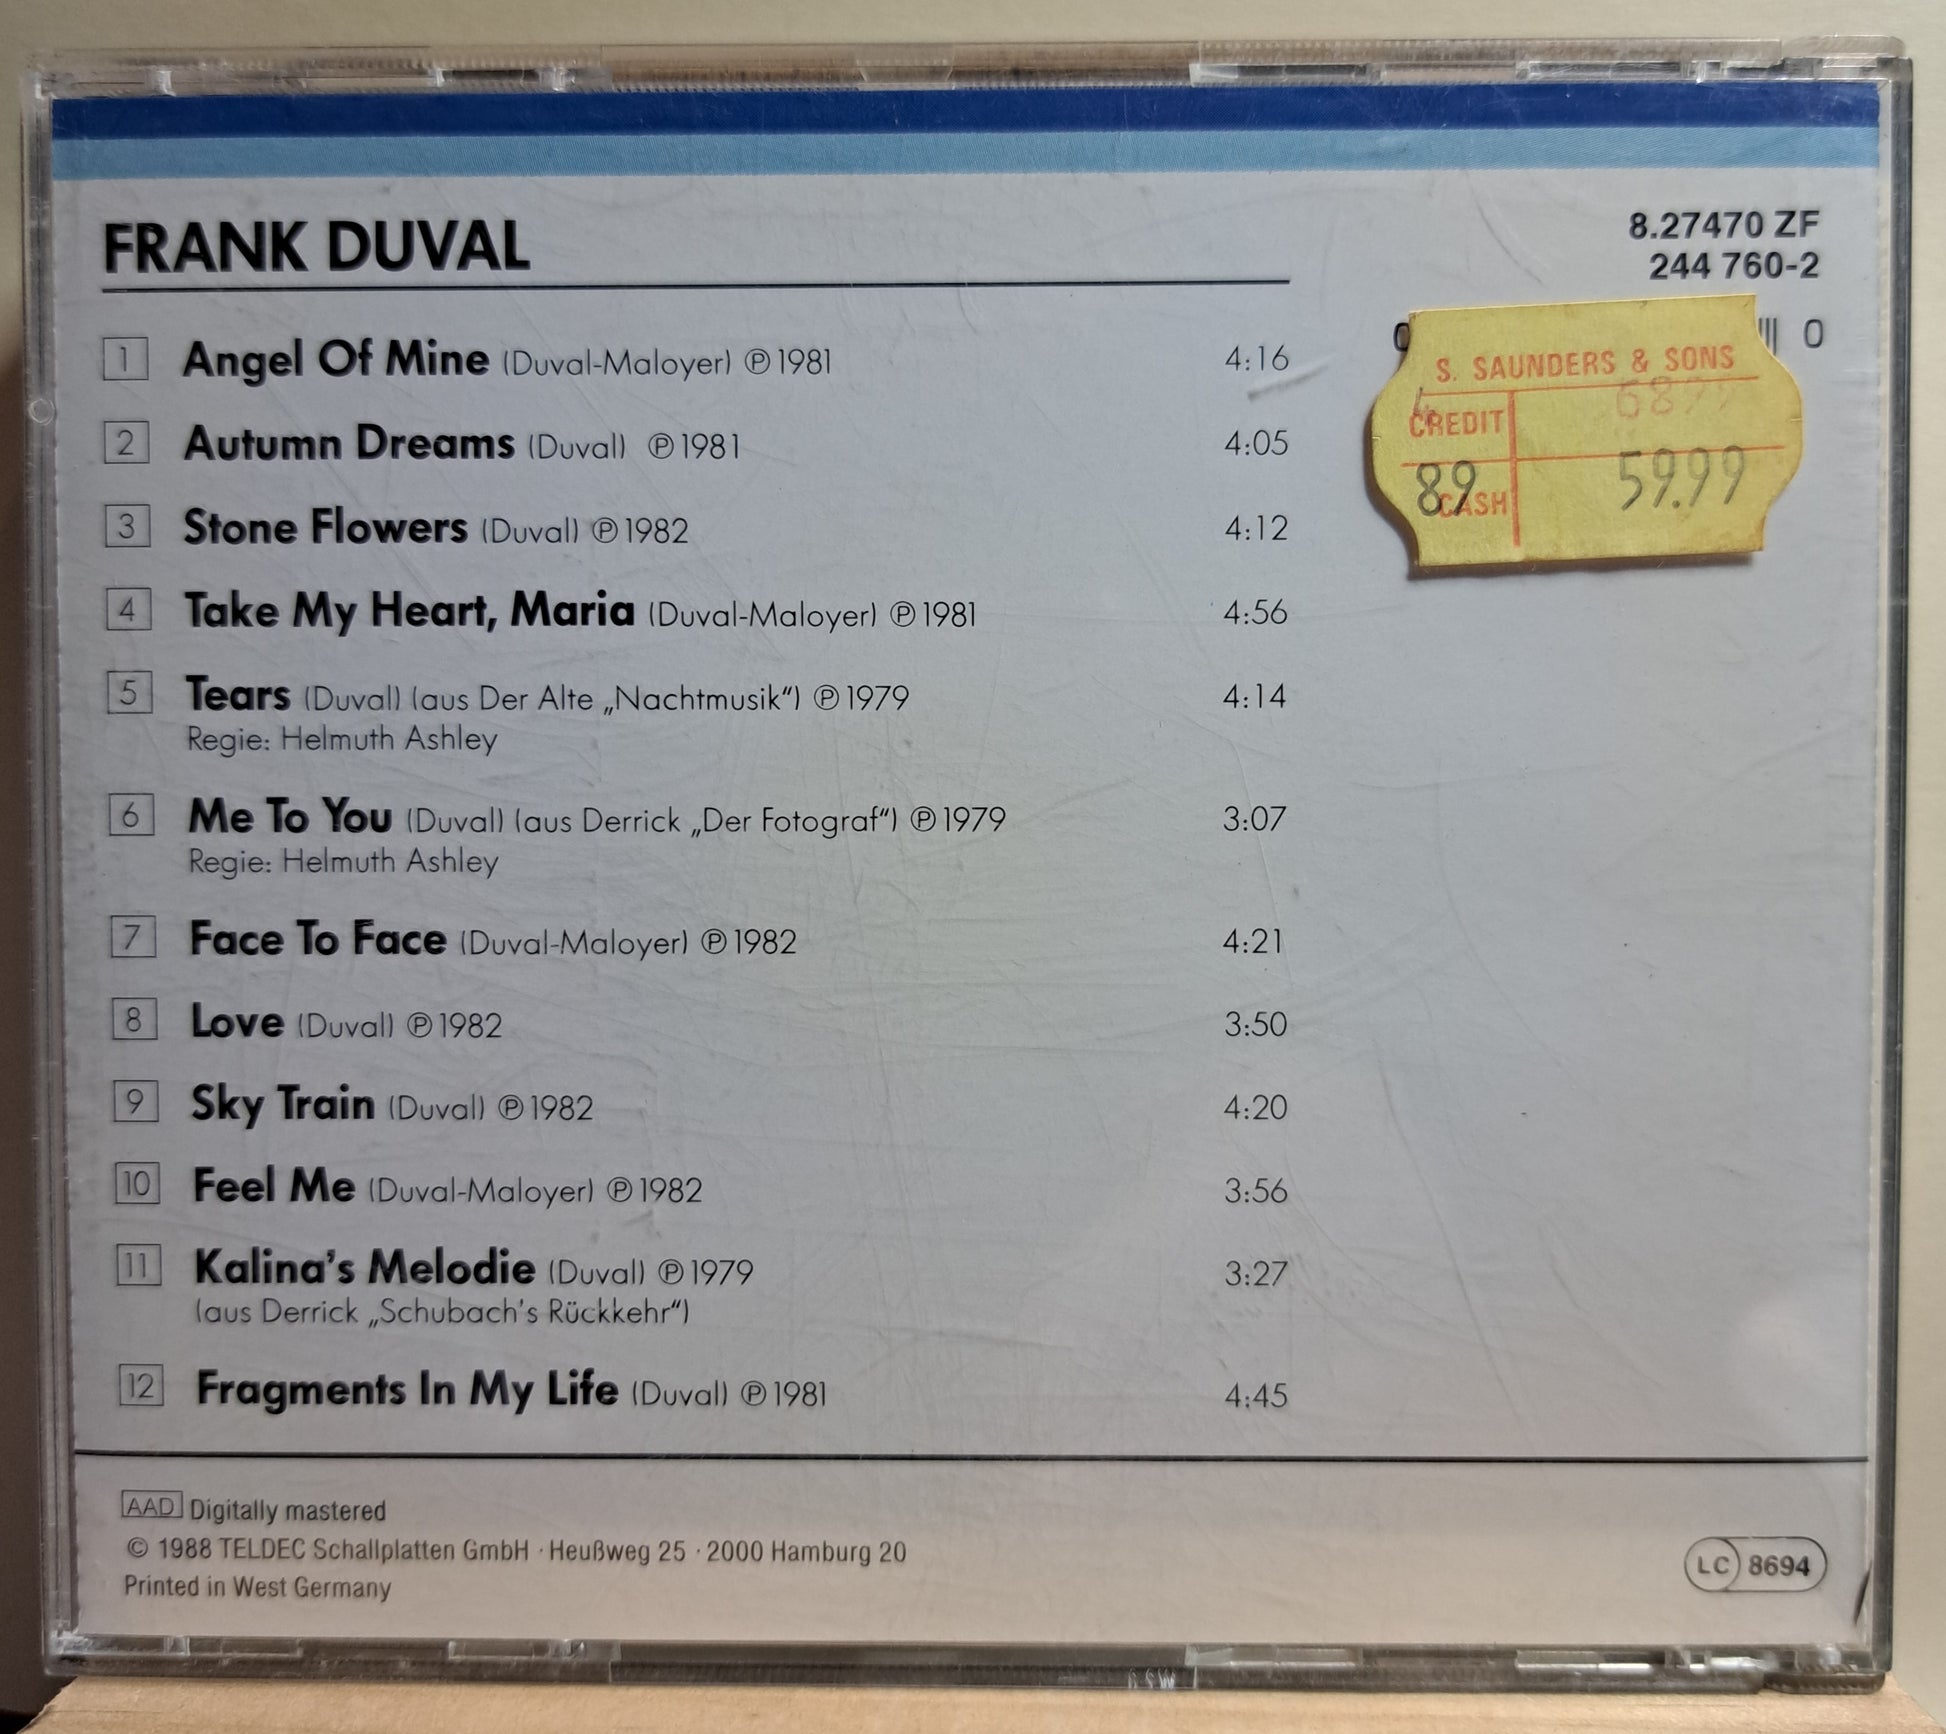 FRANK DUVAL
8.27470 ZF
244 760-2
1 Angel Of Mine (Duval-Maloyer) ℗ 1981 4:16
2 Autumn Dreams (Duval) ℗ 1981 4:05
3 Stone Flowers (Duval) ℗ 1982 4:12
4 Take My Heart, Maria (Duval-Maloyer) ℗ 1981 4:56
5 Tears (Duval) (aus Der Alte „Nachtmusik“) ℗ 1979 4:14
Regie: Helmuth Ashley
6 Me To You (Duval) (aus Derrick „Der Fotograf“) ℗ 1979 3:07
Regie: Helmuth Ashley
7 Face To Face (Duval-Maloyer) ℗ 1982 4:21
8 Love (Duval) ℗ 1982 3:50
9 Sky Train (Duval) ℗ 1982 4:20
10 Feel Me (Duval-Maloyer) ℗ 1982 3:56
11 Kalina's Melodie (Duval) ℗ 1979 3:27
(aus Derrick „Schubach's Rückkehr“)
12 Fragments In My Life (Duval) ℗ 1981 4:45
0
S. SAUNDERS & SONS
CREDIT
89 CASH 59.99
AAD Digitally mastered
© 1988 TELDEC Schallplatten GmbH · Heußweg 25 · 2000 Hamburg 20
Printed in West Germany
LC 8694